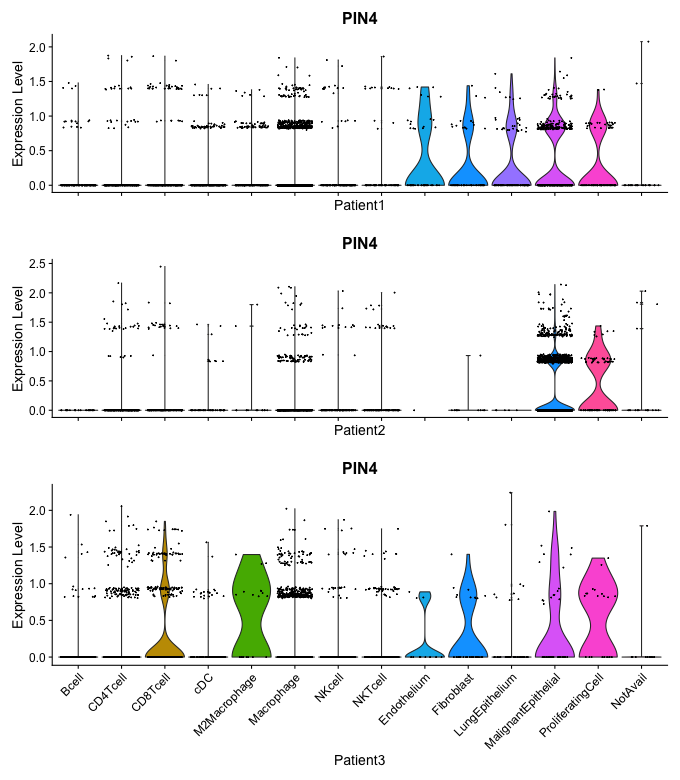 PIN4
Expression Level
2.0
1.5
1.0
0.5
0.0
Patient1
PIN4
Expression Level
2.5
2.0
1.5
1.0
0.5
0.0
Patient2
PIN4
Expression Level
2.0
1.5
1.0
0.5
0.0
Bcell
CD4Tcell
CD8Tcell
cDC
M2Macrophage
Macrophage
NKcell
NKTcell
Endothelium
Fibroblast
LungEpithelium
MalignantEpithelial
ProliferatingCell
NotAvail
Patient3